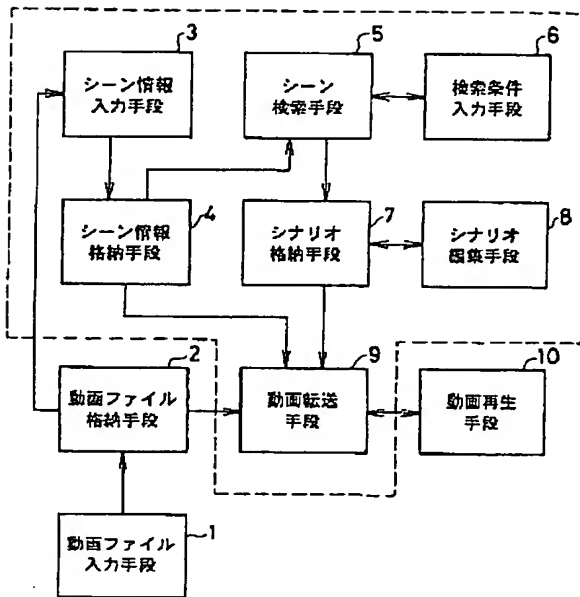 3
シーン情報
入力手段
5
シーン
検索手段
6
検索条件
入力手段
4
シーン情報
格納手段
7
シナリオ
格納手段
8
シナリオ
編集手段
2
動画ファイル
格納手段
9
動画転送
手段
10
動画再生
手段
1
動画ファイル
入力手段